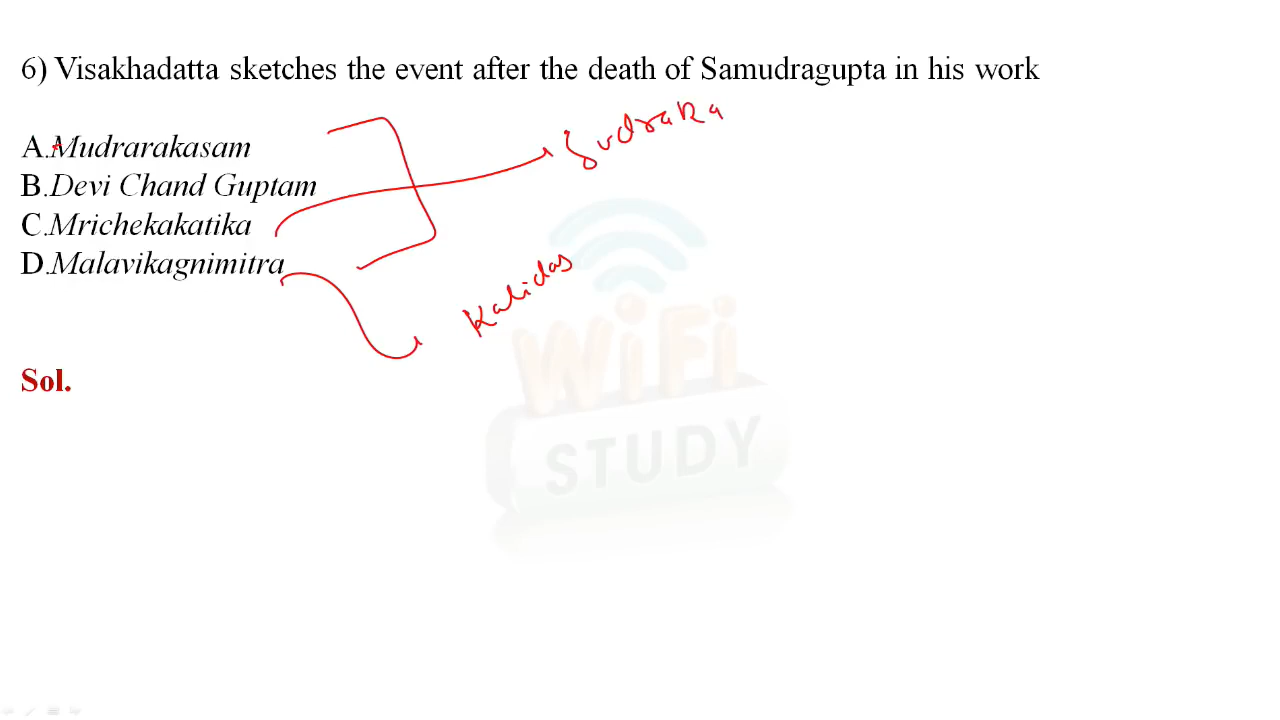 6) Visakhadatta sketches the event after the death of Samudragupta in his work
A.Mudrarakasam
B.Devi Chand Guptam
C.Mrichekakatika
D.Malavikagnimitra
Sudraka
Kalidas
Sol.
WiFi
STUDY